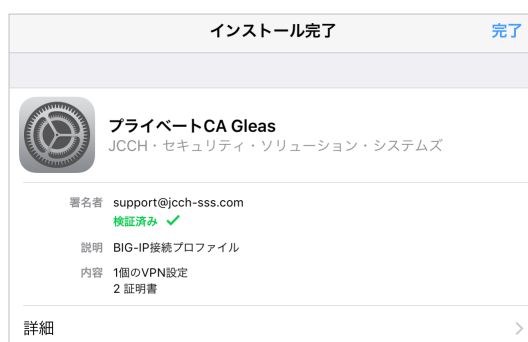 インストール完了 完了
プライベートCA Gleas
JCCH・セキュリティ・ソリューション・システムズ
署名者 support@jcch-sss.com
検証済み ✓
説明 BIG-IP接続プロファイル
内容 1個のVPN設定
2 証明書
詳細